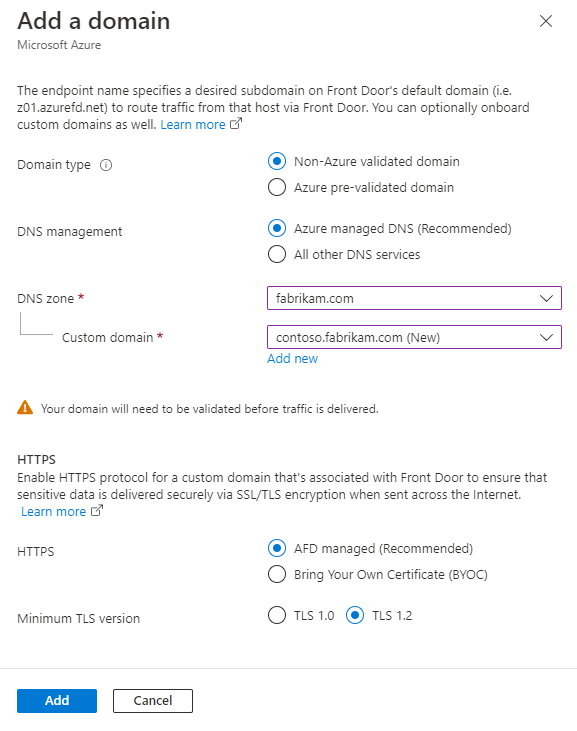 Add a domain
Microsoft Azure
The endpoint name specifies a desired subdomain on Front Door's default domain (i.e.
z01.azurefd.net) to route traffic from that host via Front Door. You can optionally onboard
custom domains as well. Learn more
Domain type
Non-Azure validated domain
Azure pre-validated domain
DNS management
Azure managed DNS (Recommended)
All other DNS services
DNS zone *
fabrikam.com
Custom domain *
contoso.fabrikam.com (New)
Add new
Your domain will need to be validated before traffic is delivered.
HTTPS
Enable HTTPS protocol for a custom domain that's associated with Front Door to ensure that
sensitive data is delivered securely via SSL/TLS encryption when sent across the Internet.
Learn more
HTTPS
AFD managed (Recommended)
Bring Your Own Certificate (BYOC)
Minimum TLS version
TLS 1.0
TLS 1.2
Add
Cancel